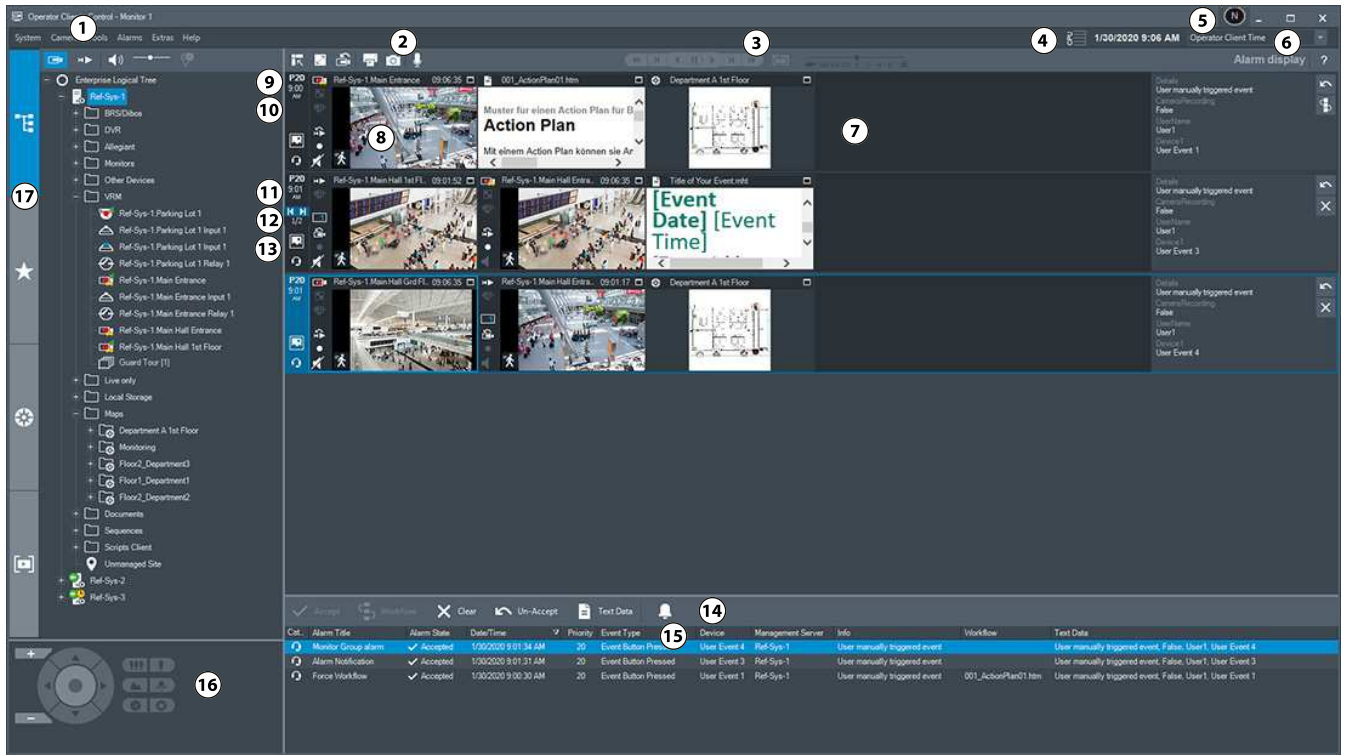 Operator Client - Control - Monitor 1
N
5
System Camera Tools Alarms Extras Help
1
2
3
4
1/30/2020 9:06 AM Operator Client Time
6
Alarm display ?
Enterprise Logical Tree
Ref-Sys-1
BRS/Dibos
DVR
Allegiant
Monitors
Other Devices
VRM
Ref-Sys-1.Parking Lot 1
Ref-Sys-1.Parking Lot 1 Input 1
Ref-Sys-1.Parking Lot 1 Input 1
Ref-Sys-1.Parking Lot 1 Relay 1
Ref-Sys-1.Main Entrance
Ref-Sys-1.Main Entrance Input 1
Ref-Sys-1.Main Entrance Relay 1
Ref-Sys-1.Main Hall Entrance
Ref-Sys-1.Main Hall 1st Floor
Guard Tour [1]
Live only
Local Storage
Maps
Department A 1st Floor
Monitoring
Floor2_Department3
Floor1_Department1
Floor2_Department2
Documents
Sequences
Scripts Client
Unmanaged Site
Ref-Sys-2
Ref-Sys-3
17
16
9
10
P20
9:00
AM
Ref-Sys-1.Main Entrance 09:06:35
001_ActionPlan01.htm
Department A 1st Floor
8
Muster für einen Action Plan für B
Action Plan
Mit einem Action Plan können sie Ar
7
Details
User manually triggered event
CameraRecording
False
UserName
User1
Device1
User Event 1
11
12
13
P20
9:01
AM
1/2
Ref-Sys-1.Main Hall 1st Fl.. 09:01:52
Ref-Sys-1.Main Hall Entra.. 09:06:35
Title of Your Event.mht
[Event
Date] [Event
Time]
Details
User manually triggered event
CameraRecording
False
UserName
User1
Device1
User Event 3
P20
9:01
AM
Ref-Sys-1.Main Hall Grd Fl.. 09:06:35
Ref-Sys-1.Main Hall Entra.. 09:01:17
Department A 1st Floor
Details
User manually triggered event
CameraRecording
False
UserName
User1
Device1
User Event 4
Accept Workflow Clear Un-Accept Text Data
14
Cat.. Alarm Title Alarm State Date/Time Priority Event Type Device Management Server Info Workflow Text Data
15
Monitor Group alarm Accepted 1/30/2020 9:01:34 AM 20 Event Button Pressed User Event 4 Ref-Sys-1 User manually triggered event User manually triggered event, False, User1, User Event 4
Alarm Notification Accepted 1/30/2020 9:01:31 AM 20 Event Button Pressed User Event 3 Ref-Sys-1 User manually triggered event User manually triggered event, False, User1, User Event 3
Force Workflow Accepted 1/30/2020 9:00:30 AM 20 Event Button Pressed User Event 1 Ref-Sys-1 User manually triggered event 001_ActionPlan01.htm User manually triggered event, False, User1, User Event 1